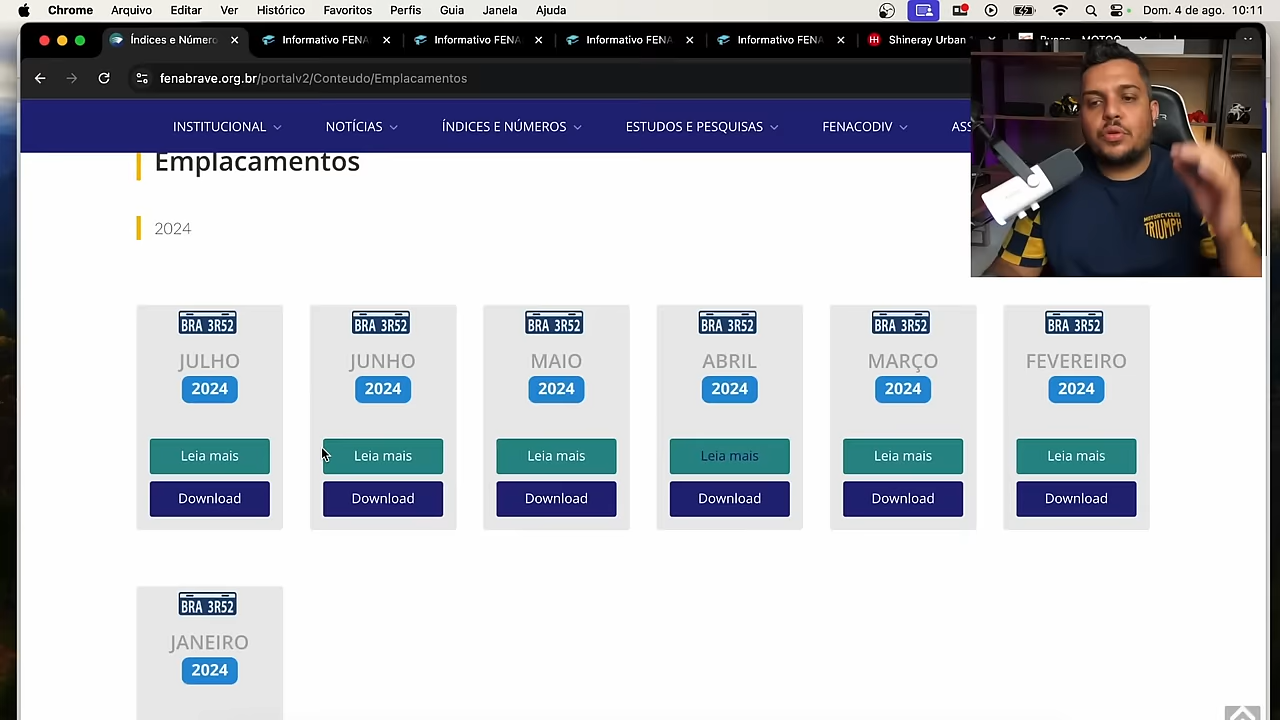 Chrome Arquivo Editar Ver Histórico Favoritos Perfis Guia Janela Ajuda Dom. 4 de ago. 10:11
Índices e Número Informativo FENA Informativo FENA Informativo FENA Informativo FENA Shineray Urban
fenabrave.org.br/portalv2/Conteudo/Emplacamentos
INSTITUCIONAL NOTÍCIAS ÍNDICES E NÚMEROS ESTUDOS E PESQUISAS FENACODIV ASS
Emplacamentos
MOTORCYCLES
TRIUMPH
2024
BRA 3R52 BRA 3R52 BRA 3R52 BRA 3R52 BRA 3R52 BRA 3R52
JULHO JUNHO MAIO ABRIL MARÇO FEVEREIRO
2024 2024 2024 2024 2024 2024
Leia mais Leia mais Leia mais Leia mais Leia mais Leia mais
Download Download Download Download Download Download
BRA 3R52
JANEIRO
2024